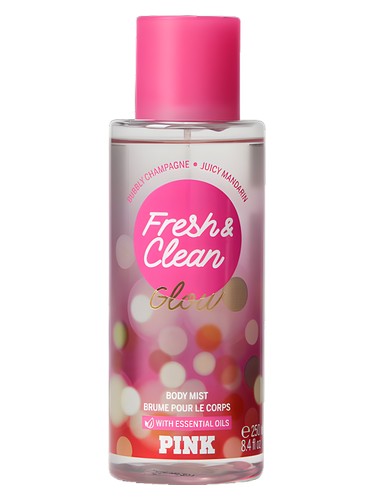 BUBBLY CHAMPAGNE • JUICY MANDARIN
Fresh &
Clean
Glow
BODY MIST
BRUME POUR LE CORPS
WITH ESSENTIAL OILS
PINK
e 250
8.4 fl